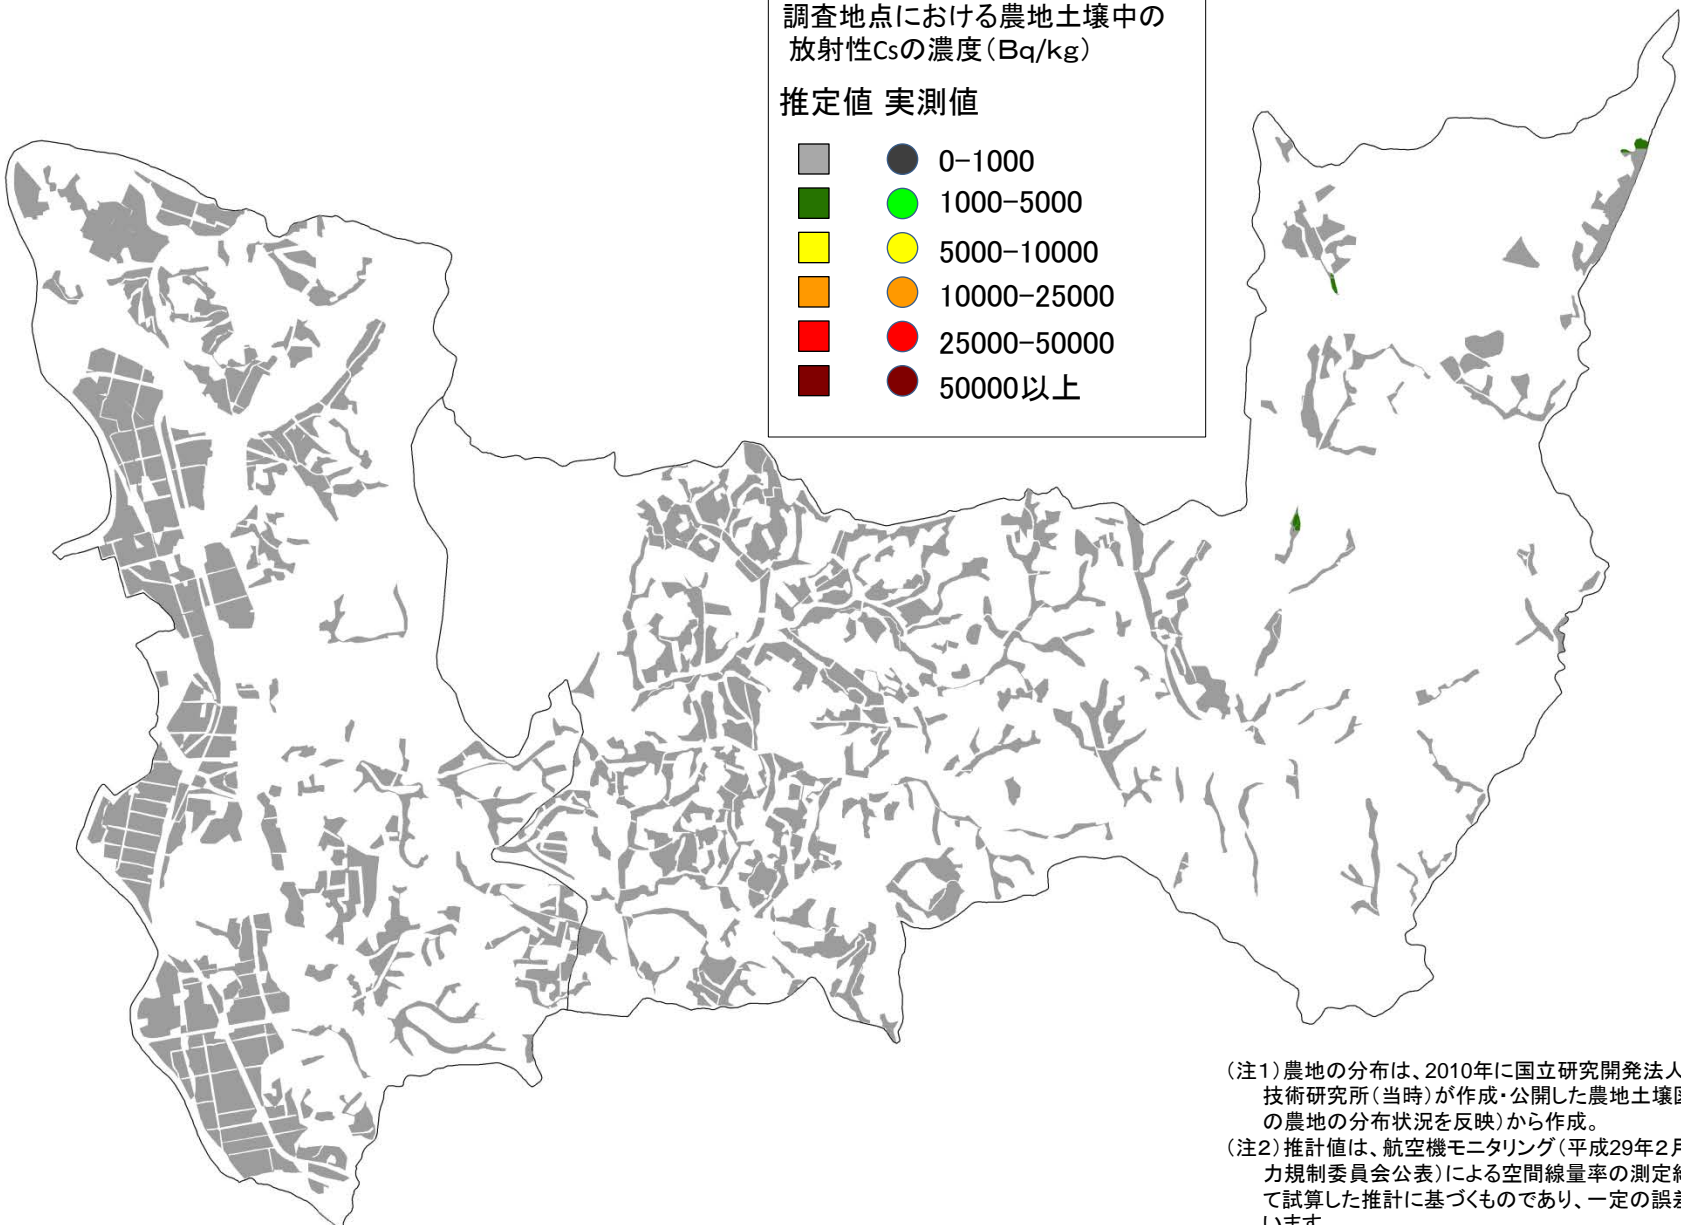 調査地点における農地土壌中の
放射性Csの濃度(Bq/kg)
推定値 実測値
0-1000
1000-5000
5000-10000
10000-25000
25000-50000
50000以上
(注1)農地の分布は、2010年に国立研究開発法人
技術研究所(当時)が作成・公開した農地土壌図
の農地の分布状況を反映)から作成。
(注2)推計値は、航空機モニタリング(平成29年2月
力規制委員会公表)による空間線量率の測定結
て試算した推計に基づくものであり、一定の誤差
います